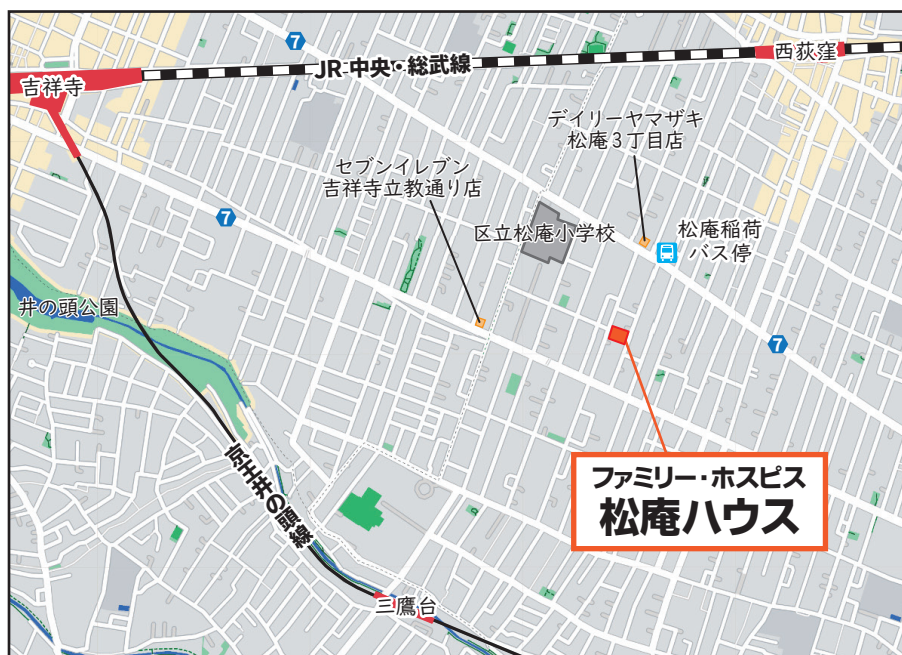 7
西荻窪
JR 中央・総武線
吉祥寺
デイリーヤマザキ
松庵3丁目店
セブンイレブン
吉祥寺立教通り店
7
区立松庵小学校
松庵稲荷
バス停
井の頭公園
7
京王井の頭線
ファミリー・ホスピス
松庵ハウス
三鷹台